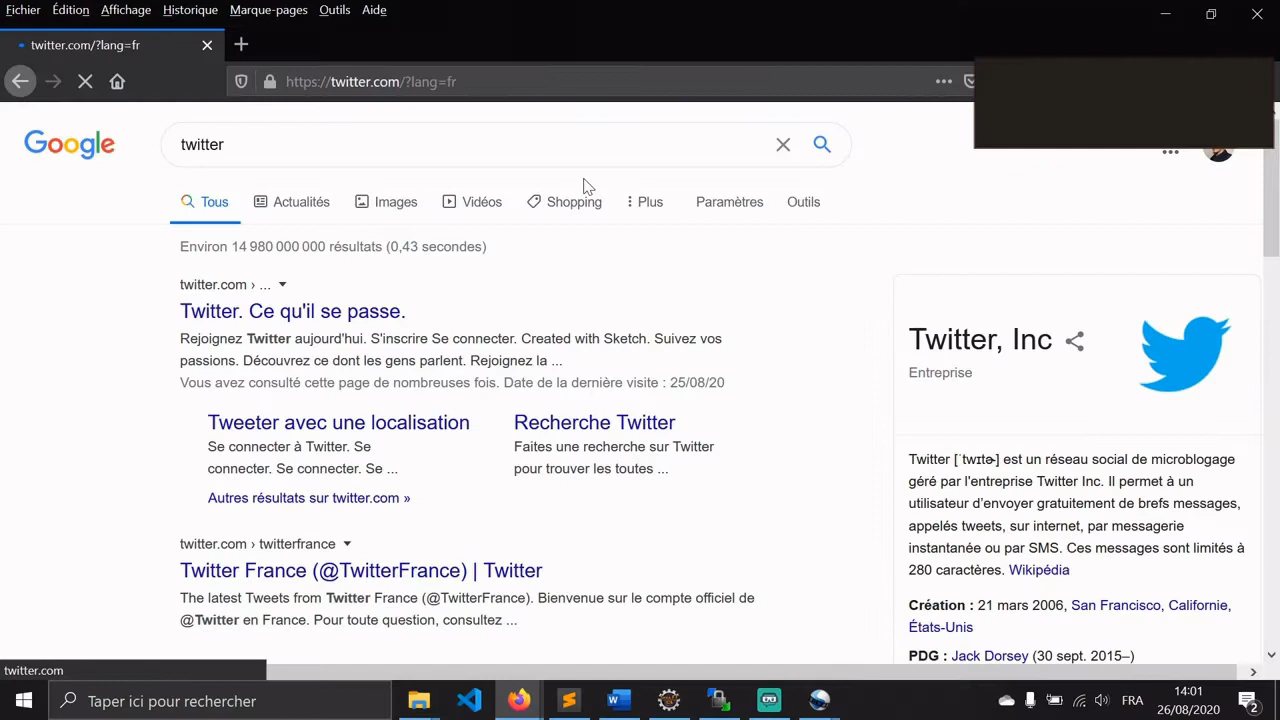 Fichier Édition Affichage Historique Marque-pages Outils Aide
twitter.com/?lang=fr
https://twitter.com/?lang=fr
Google
twitter
Tous Actualités Images Vidéos Shopping Plus Paramètres Outils
Environ 14 980 000 000 résultats (0,43 secondes)
twitter.com › ...
Twitter. Ce qu'il se passe.
Rejoignez Twitter aujourd'hui. S'inscrire Se connecter. Created with Sketch. Suivez vos
passions. Découvrez ce dont les gens parlent. Rejoignez la ...
Vous avez consulté cette page de nombreuses fois. Date de la dernière visite : 25/08/20
Tweeter avec une localisation
Se connecter à Twitter. Se
connecter. Se connecter. Se ...
Recherche Twitter
Faites une recherche sur Twitter
pour trouver les toutes ...
Autres résultats sur twitter.com »
twitter.com › twitterfrance
Twitter France (@TwitterFrance) | Twitter
The latest Tweets from Twitter France (@TwitterFrance). Bienvenue sur le compte officiel de
@Twitter en France. Pour toute question, consultez ...
Twitter, Inc
Entreprise
Twitter [ˈtwɪtɚ] est un réseau social de microblogage
géré par l'entreprise Twitter Inc. Il permet à un
utilisateur d’envoyer gratuitement de brefs messages,
appelés tweets, sur internet, par messagerie
instantanée ou par SMS. Ces messages sont limités à
280 caractères. Wikipédia
Création : 21 mars 2006, San Francisco, Californie,
États-Unis
PDG : Jack Dorsey (30 sept. 2015–)
twitter.com
Taper ici pour rechercher
FRA
14:01
26/08/2020
2